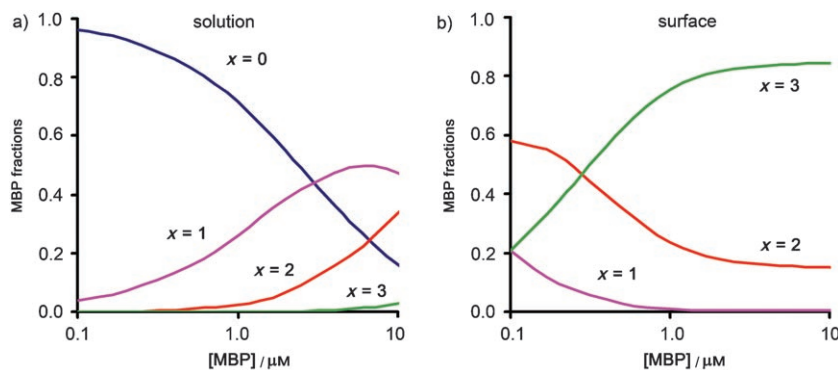 a) solution
1.0
0.8
0.6
0.4
0.2
0.0
MBP fractions
x = 0
x = 1
x = 2
x = 3
0.1 1.0 10
[MBP] / µM
b) surface
1.0
0.8
0.6
0.4
0.2
0.0
MBP fractions
x = 3
x = 2
x = 1
0.1 1.0 10
[MBP] / µM